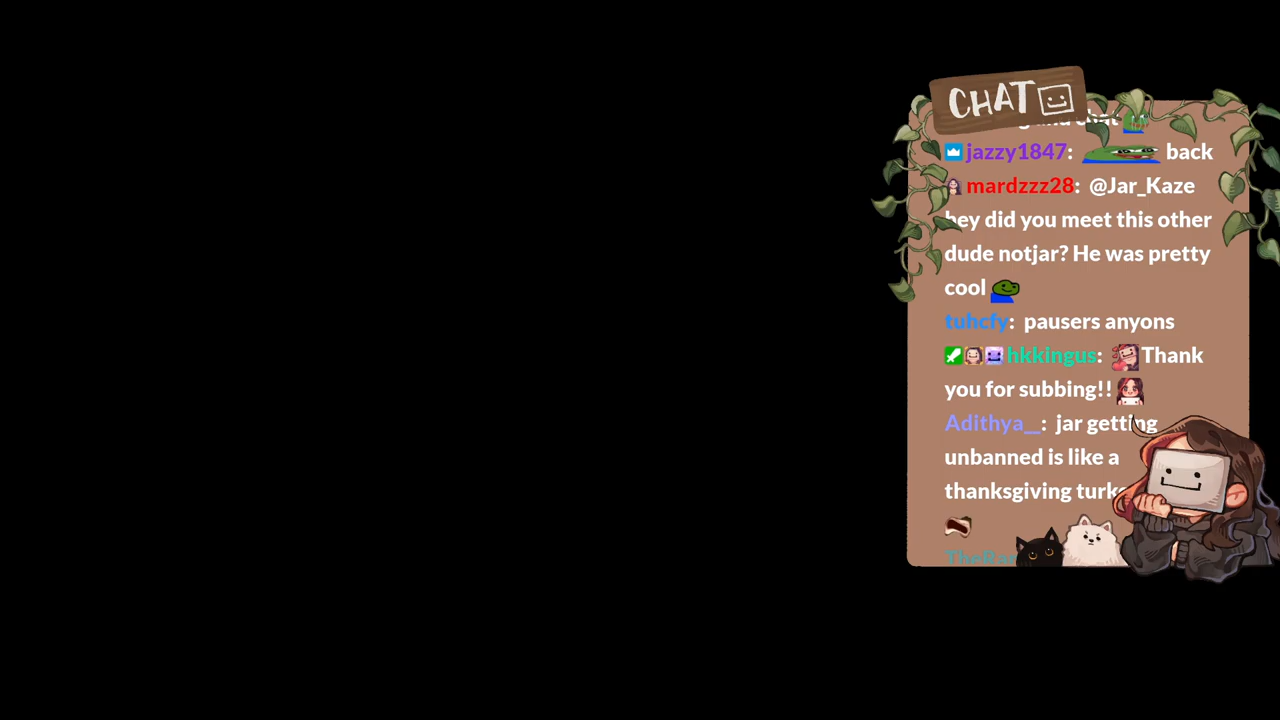 CHAT
chat
jazzy1847: back
mardzzz28: @Jar_Kaze
hey did you meet this other
dude notjar? He was pretty
cool
tuhcfy: pausers anyons
hkkingus: Thank
you for subbing!!
Adithya__: jar getting
unbanned is like a
thanksgiving